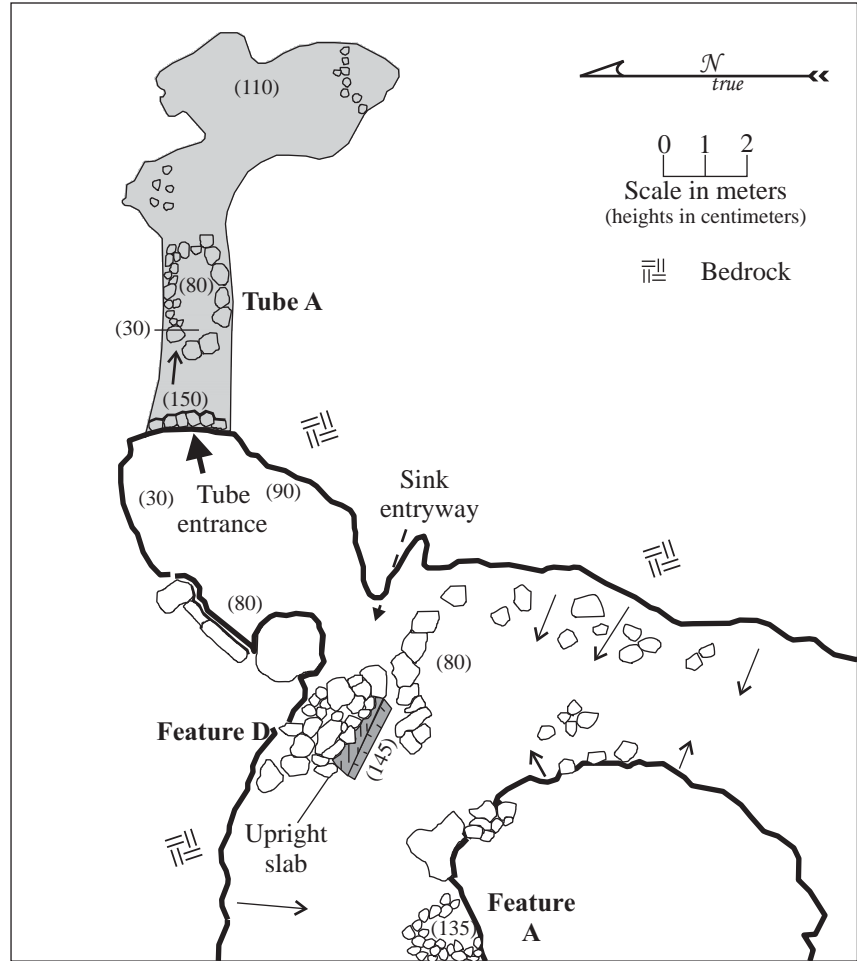 (110)
N
true
0 1 2
Scale in meters
(heights in centimeters)
Bedrock
(80)
Tube A
(30)
(150)
(30)
Tube
entrance
(90)
Sink
entryway
(80)
(80)
Feature D
(145)
Upright
slab
Feature
A
(135)